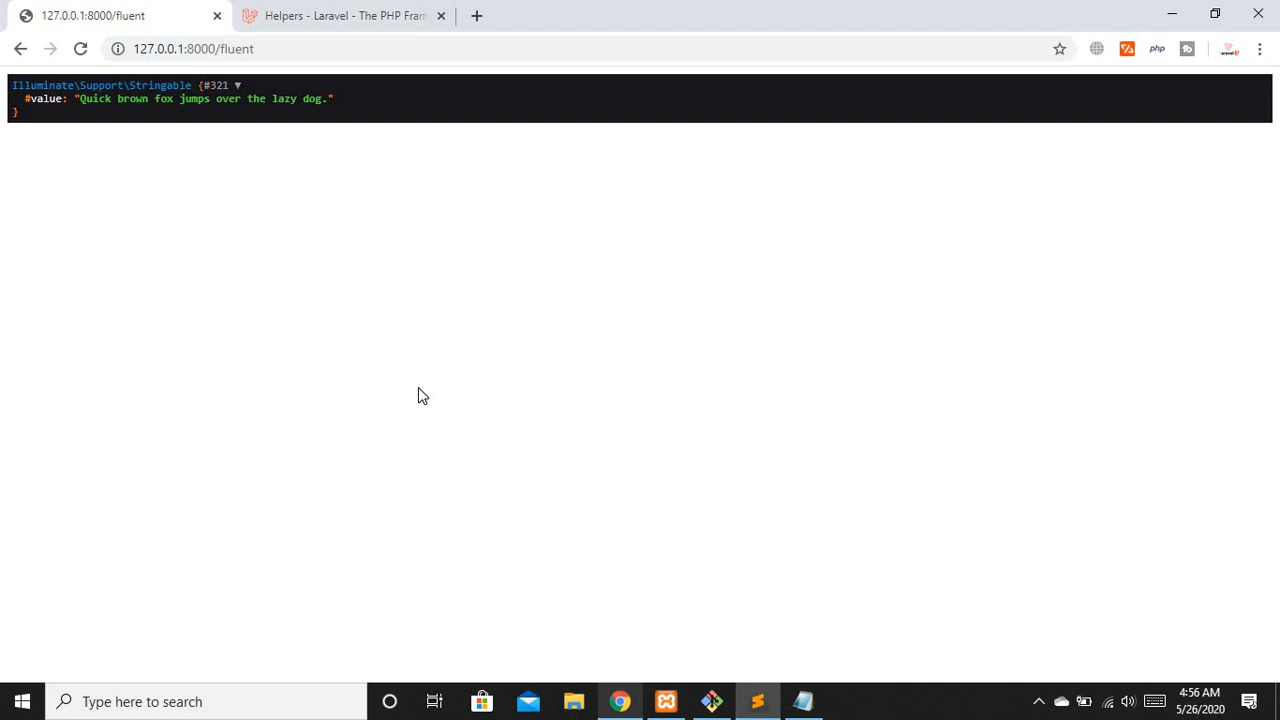 127.0.0.1:8000/fluent
Helpers - Laravel - The PHP Fram
127.0.0.1:8000/fluent
php
Illuminate\Support\Stringable {#321 ▼
#value: "Quick brown fox jumps over the lazy dog."
}
Type here to search
4:56 AM
5/26/2020